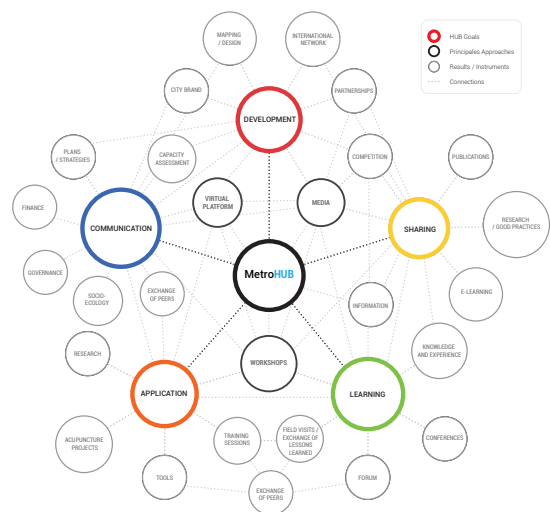 MAPPING
/ DESIGN
INTERNATIONAL
NETWORK
HUB Goals
Principales Approaches
Results / Instruments
Connections
CITY BRAND
PARTNERSHIPS
DEVELOPMENT
PLANS
/ STRATEGIES
CAPACITY
ASSESSMENT
COMPETITION
PUBLICATIONS
FINANCE
VIRTUAL
PLATFORM
MEDIA
COMMUNICATION
SHARING
RESEARCH
/ GOOD PRACTICES
GOVERNANCE
MetroHUB
SOCIO-
ECOLOGY
EXCHANGE
OF PEERS
INFORMATION
E-LEARNING
RESEARCH
WORKSHOPS
KNOWLEDGE
AND EXPERIENCE
APPLICATION
LEARNING
ACUPUNCTURE
PROJECTS
TRAINING
SESSIONS
FIELD VISITS /
EXCHANGE OF
LESSONS
LEARNED
CONFERENCES
TOOLS
EXCHANGE
OF PEERS
FORUM